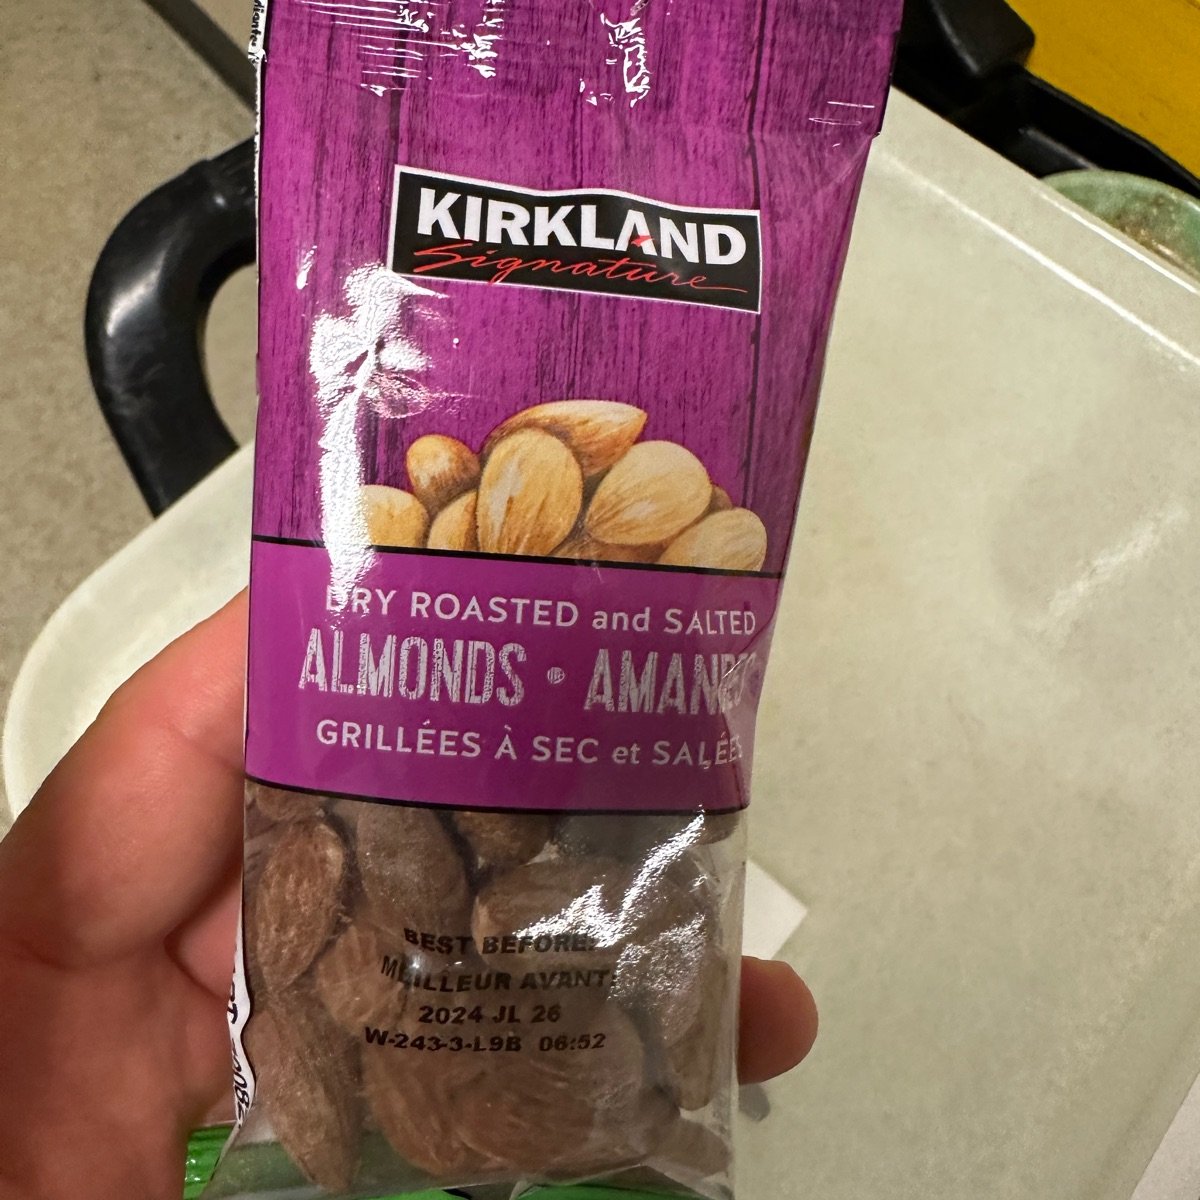 KIRKLAND
Signature
DRY ROASTED and SALTED
ALMONDS • AMANDES
GRILLÉES À SEC et SALÉES
BEST BEFORE:
MEILLEUR AVANT:
2024 JL 26
W-243-3-L9B 06:52